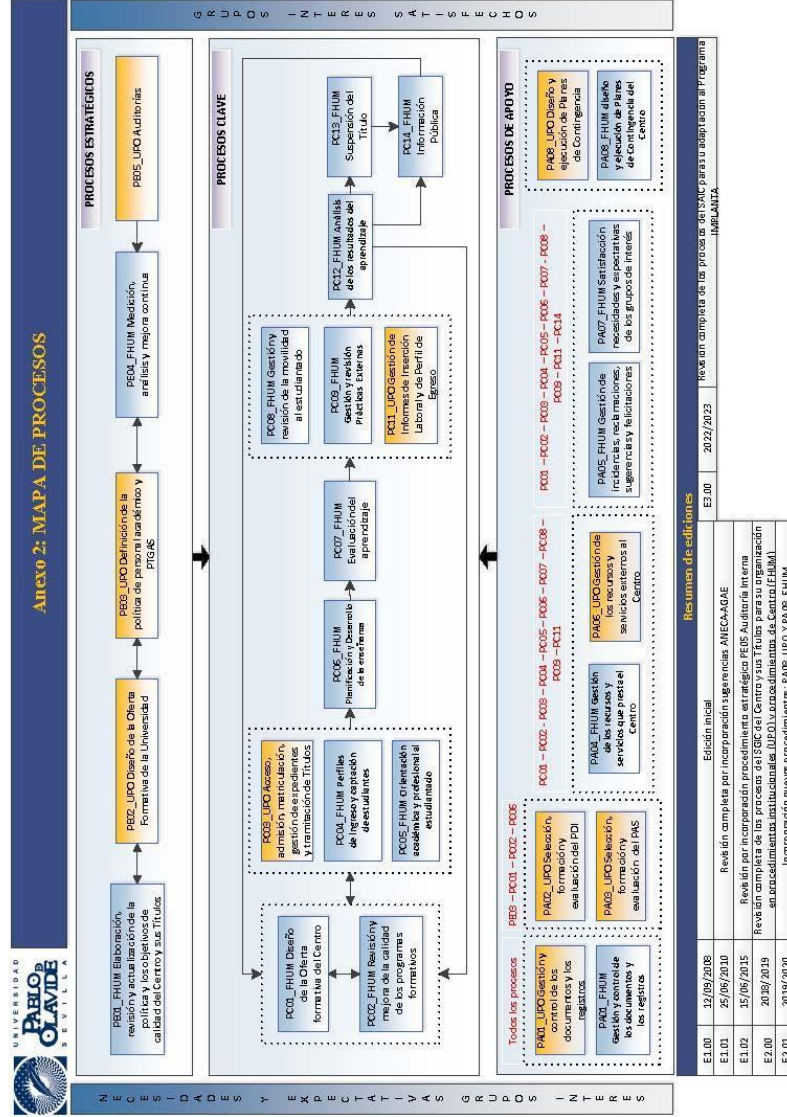 UNIVERSIDAD
PABLO DE
OLAVIDE
SEVILLA
Anexo 2: MAPA DE PROCESOS
NECESIDADES Y EXPECTATIVAS GRUPOS INTERES
PROCESOS ESTRATÉGICOS
PE01_FHUM Elaboración,
revisión y actualización de la
política y los objetivos de
calidad del Centro y sus Títulos
PE02_UPO Diseño de la Oferta
Formativa de la Universidad
PE03_UPO Definición de la
política de personal académico y
PTGAS
PE04_FHUM Medición,
análisis y mejora continua
PE05_UPO Auditorías
PROCESOS CLAVE
PC01_FHUM Diseño
de la Oferta
formativa del Centro
PC02_FHUM Revisión y
mejora de la calidad
de los programas
formativos
PC03_UPO Acceso,
admisión, matriculación,
gestión de expedientes
y tramitación de Títulos
PC04_FHUM Perfiles
de Ingreso y captación
de estudiantes
PC05_FHUM Orientación
académica y profesional al
estudiantado
PC06_FHUM
Planificación y Desarrollo
de la enseñanza
PC07_FHUM
Evaluación del
aprendizaje
PC08_FHUM Gestión y
revisión de la movilidad
al estudiantado
PC09_FHUM
Gestión y revisión
Prácticas Externas
PC11_UPO Gestión de
Informes de Inserción
Laboral y de Perfil de
Egreso
PC12_FHUM Análisis
de los resultados del
aprendizaje
PC13_FHUM
Suspensión del
Título
PC14_FHUM
Información
Pública
PROCESOS DE APOYO
Todos los procesos
PA01_UPO Gestión y
control de los
documentos y los
registros
PA01_FHUM
Gestión y control de
los documentos y
los registros
PE03 – PC01 – PC02 – PC06
PA02_UPO Selección,
formación y
evaluación del PDI
PA03_UPO Selección,
formación y
evaluación del PAS
PC01 – PC02 – PC03 – PC04 – PC05 – PC06 – PC07 – PC08 –
PC09 – PC11
PA04_FHUM Gestión
de los recursos y
servicios que presta el
Centro
PA06_UPO Gestión de
los recursos y
servicios externos al
Centro
PC01 – PC02 – PC03 – PC04 – PC05 – PC06 – PC07 - PC08 –
PC09 – PC11 – PC14
PA05_FHUM Gestión de
incidencias, reclamaciones,
sugerencias y felicitaciones
PA07_FHUM Satisfacción
necesidades y expectativas
de los grupos de interés
PA08_UPO Diseño y
ejecución de Planes
de Contingencia
PA08_FHUM diseño
y ejecución de Planes
de Contingencia del
Centro
GRUPOS INTERES SATISFECHOS
Resumen de ediciones
E1.00 12/09/2008 Edición inicial
E1.01 25/06/2010 Revisión completa por incorporación sugerencias ANECA-AGAE
E1.02 15/06/2015 Revisión por incorporación procedimiento estratégico PE05 Auditoría Interna
E2.00 2018/2019 Revisión completa de los procesos del SGIC del Centro y sus Títulos para su organización
en procedimientos institucionales (UPO) y procedimientos de Centro (FHUM)
E2.01 2019/2020 Incorporación nuevos procedimientos: PA08_UPO Y PA08_FHUM
E3.00 2022/2023 Revisión completa de los procesos del SAIC para su adaptación al Programa
IMPLANTA